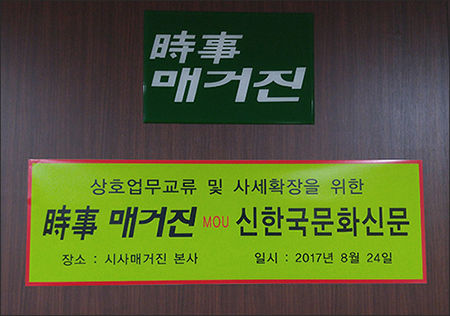 時事
매거진
상호업무교류 및 사세확장을 위한
時事 매거진 MOU 신한국문화신문
장소 : 시사매거진 본사 일시 : 2017년 8월 24일